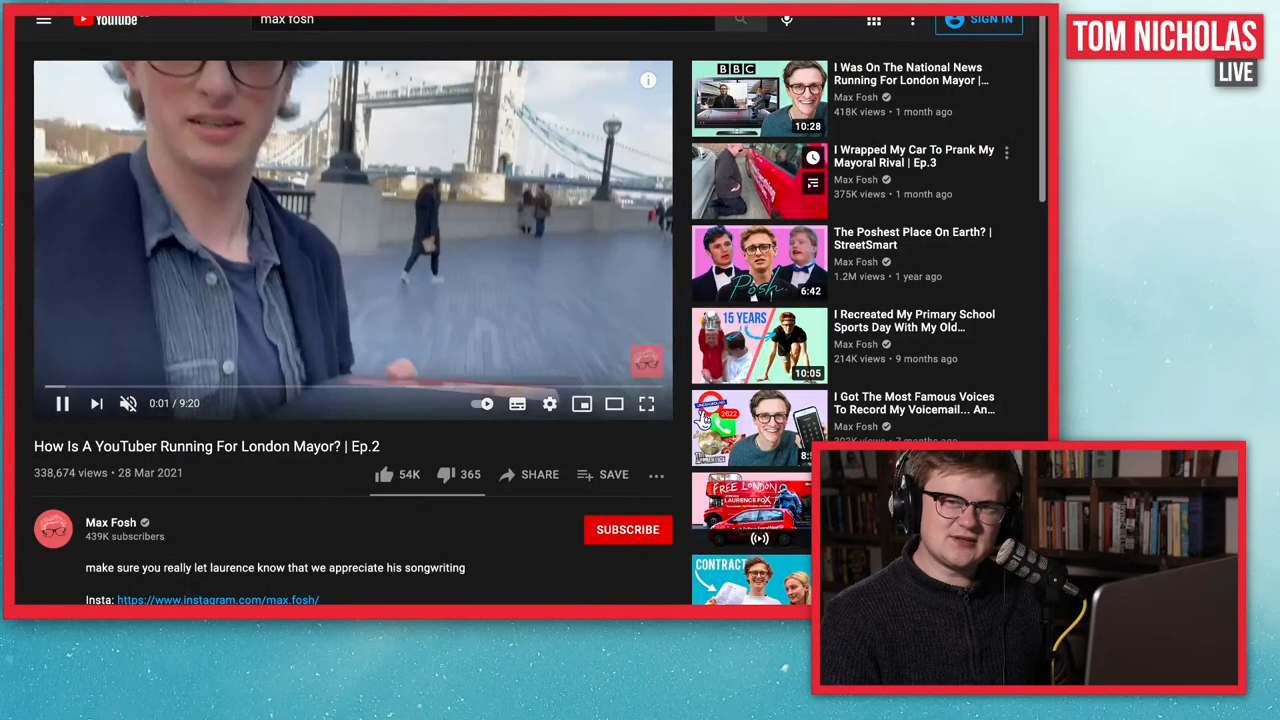 YouTube
max fosh
SIGN IN
TOM NICHOLAS
LIVE
0:01 / 9:20
How Is A YouTuber Running For London Mayor? | Ep.2
338,674 views • 28 Mar 2021
54K
365
SHARE
SAVE
Max Fosh
439K subscribers
SUBSCRIBE
make sure you really let laurence know that we appreciate his songwriting
Insta: https://www.instagram.com/max.fosh/
BBC
10:28
I Was On The National News
Running For London Mayor |...
Max Fosh
418K views • 1 month ago
I Wrapped My Car To Prank My
Mayoral Rival | Ep.3
Max Fosh
375K views • 1 month ago
Posh
6:42
The Poshest Place On Earth? |
StreetSmart
Max Fosh
1.2M views • 1 year ago
15 YEARS
10:05
I Recreated My Primary School
Sports Day With My Old...
Max Fosh
214K views • 9 months ago
2622
I Got The Most Famous Voices
To Record My Voicemail... An...
Max Fosh
FREE LONDON
LAURENCE FOX
CONTRACT